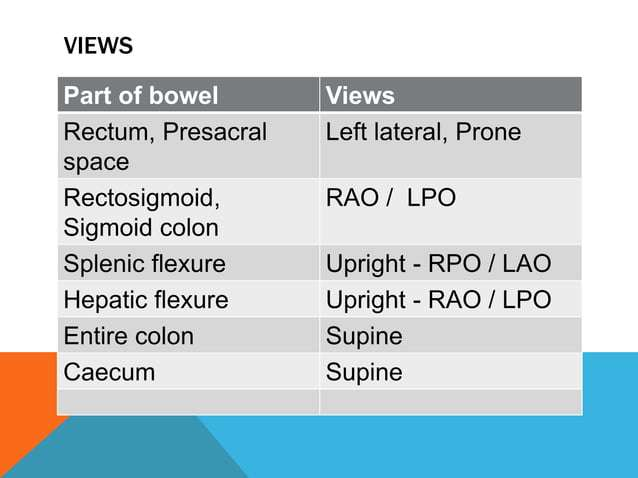 VIEWS
Part of bowel Views
Rectum, Presacral Left lateral, Prone
space
Rectosigmoid, RAO /  LPO
Sigmoid colon
Splenic flexure Upright - RPO / LAO
Hepatic flexure Upright - RAO / LPO
Entire colon Supine
Caecum Supine